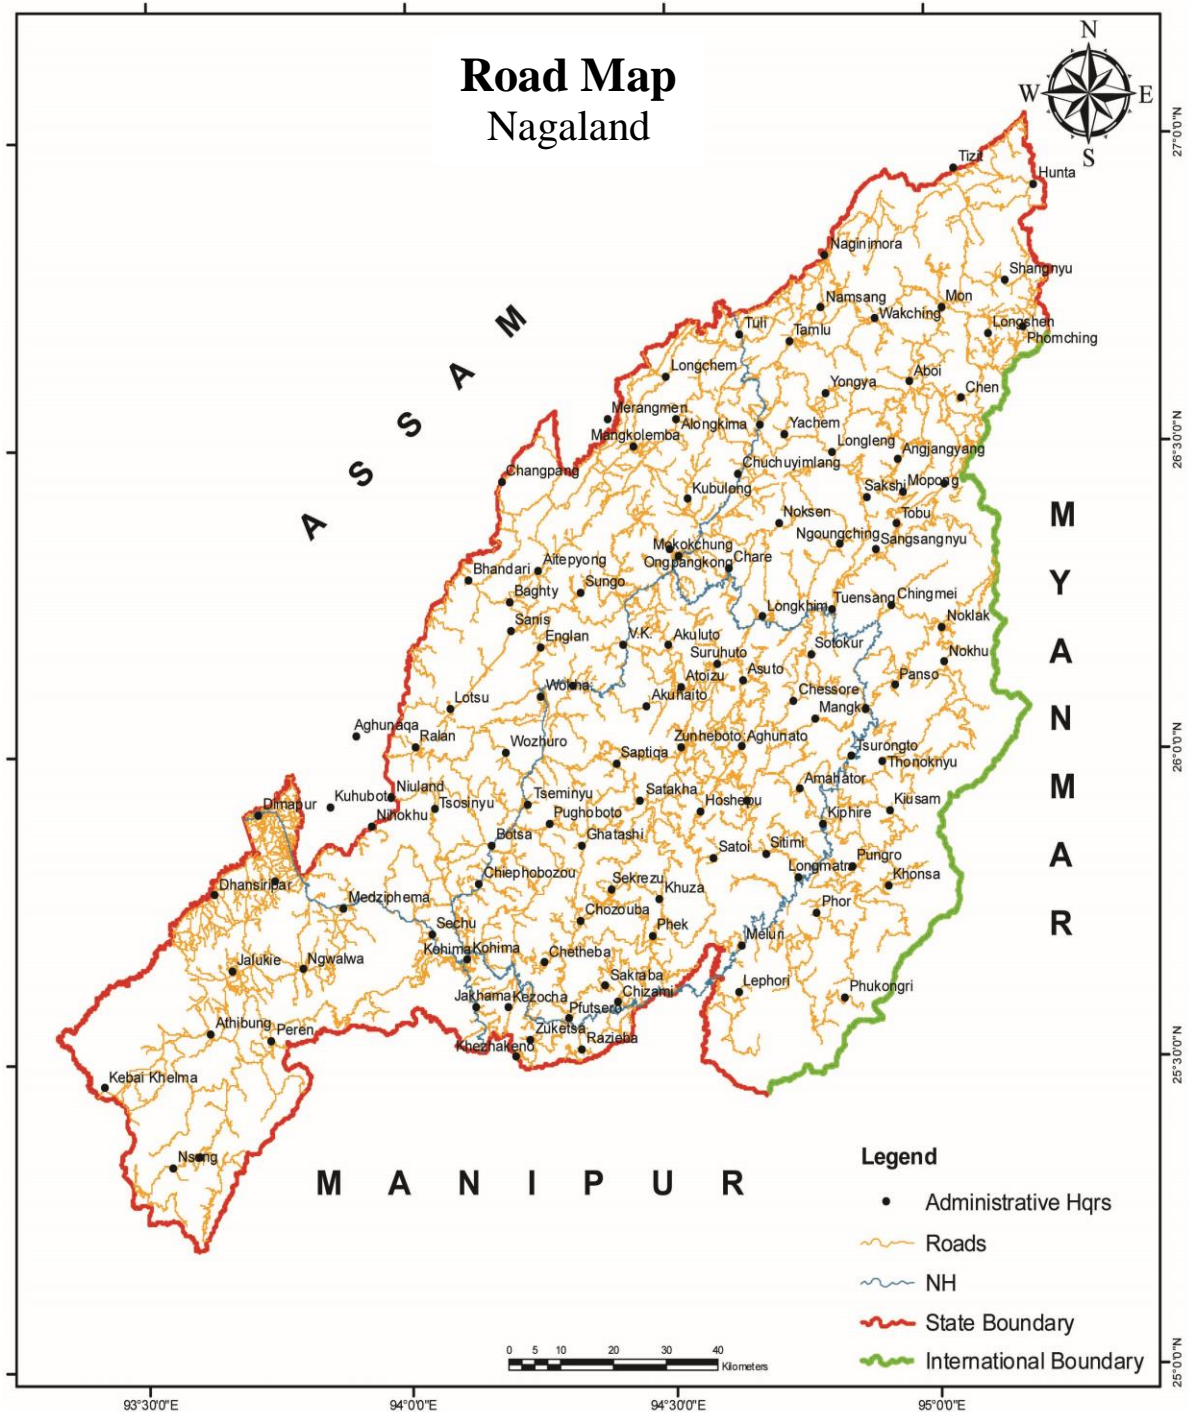 Road Map
Nagaland
N
W
E
S
27°0'0"N
Tizit
Hunta
Naginimora
Shangnyu
Namsang
Mon
Wakching
Tuli
Tamlu
Longshen
Phomching
Longchem
Aboi
Yongya
Chen
Merangmen
Alongkima
Yachem
Mangkolemba
Longleng
Angjangyang
26°30'0"N
Chuchuyimlang
Changpang
Kubulong
Sakshi
Mopong
Noksen
Tobu
Ngoungching
Sangsangnyu
Mokokchung
Ongpangkong
Chare
Aitepyong
Bhandari
Sungo
Baghty
Longkhim
Tuensang
Chingmei
Noklak
Sanis
Englan
V.K.
Akuluto
Suruhuto
Sotokur
Nokhu
Asuto
Atoizu
Panso
Wokha
Akuhaito
Chessore
Mangko
Lotsu
Aghunaqa
Ralan
Wozhuro
Zunheboto
Aghunato
26°0'0"N
Saptiqa
Tsurongto
Thonoknyu
Amahator
Niuland
Kuhuboto
Tsosinyu
Tseminyu
Satakha
Hoshepu
Kiusam
Dimapur
Nihokhu
Pughoboto
Kiphire
Botsa
Ghatashi
Satoi
Sitimi
Pungro
Longmatra
Khonsa
Dhansiripar
Chiephobozou
Sekrezu
Khuza
Medziphema
Phor
Chozouba
Phek
Sechu
Kohima
Kohima
Chetheba
Meluri
Jalukie
Ngwalwa
Sakraba
Lephori
Phukongri
Chizami
Jakhama
Kezocha
Pfutsero
Athibung
Peren
Zuketsa
Razieba
Khezhakeno
25°30'0"N
Kebai Khelma
Nsong
A S S A M
M Y A N M A R
M A N I P U R
Legend
Administrative Hqrs
Roads
NH
State Boundary
International Boundary
0 5 10 20 30 40
Kilometers
25°0'0"N
93°30'0"E 94°0'0"E 94°30'0"E 95°0'0"E